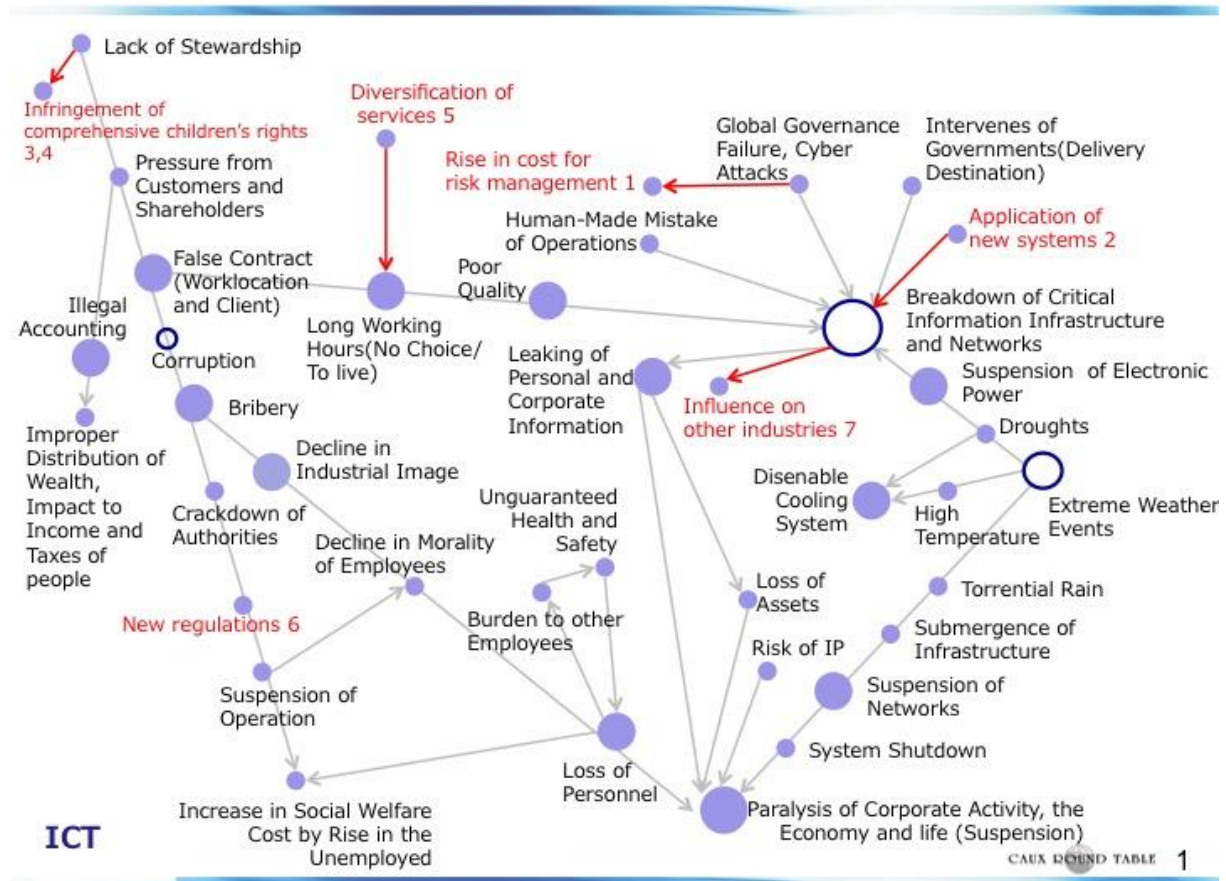 Lack of Stewardship
Infringement of
comprehensive children's rights
3,4
Diversification of
services 5
Rise in cost for
risk management 1
Global Governance
Failure, Cyber
Attacks
Intervenes of
Governments(Delivery
Destination)
Pressure from
Customers and
Shareholders
Human-Made Mistake
of Operations
Application of
new systems 2
False Contract
(Worklocation
and Client)
Poor
Quality
Illegal
Accounting
Corruption
Long Working
Hours(No Choice/
To live)
Leaking of
Personal and
Corporate
Information
Breakdown of Critical
Information Infrastructure
and Networks
Suspension of Electronic
Power
Influence on
other industries 7
Droughts
Bribery
Improper
Distribution of
Wealth,
Impact to
Income and
Taxes of
people
Decline in
Industrial Image
Disenable
Cooling
System
High
Temperature
Extreme Weather
Events
Crackdown of
Authorities
Unguaranteed
Health and
Safety
Decline in Morality
of Employees
Burden to other
Employees
Loss of
Assets
Torrential Rain
New regulations 6
Risk of IP
Submergence of
Infrastructure
Suspension of
Operation
Suspension of
Networks
System Shutdown
Loss of
Personnel
Increase in Social Welfare
Cost by Rise in the
Unemployed
Paralysis of Corporate Activity, the
Economy and life (Suspension)
ICT
CAUX ROUND TABLE
1